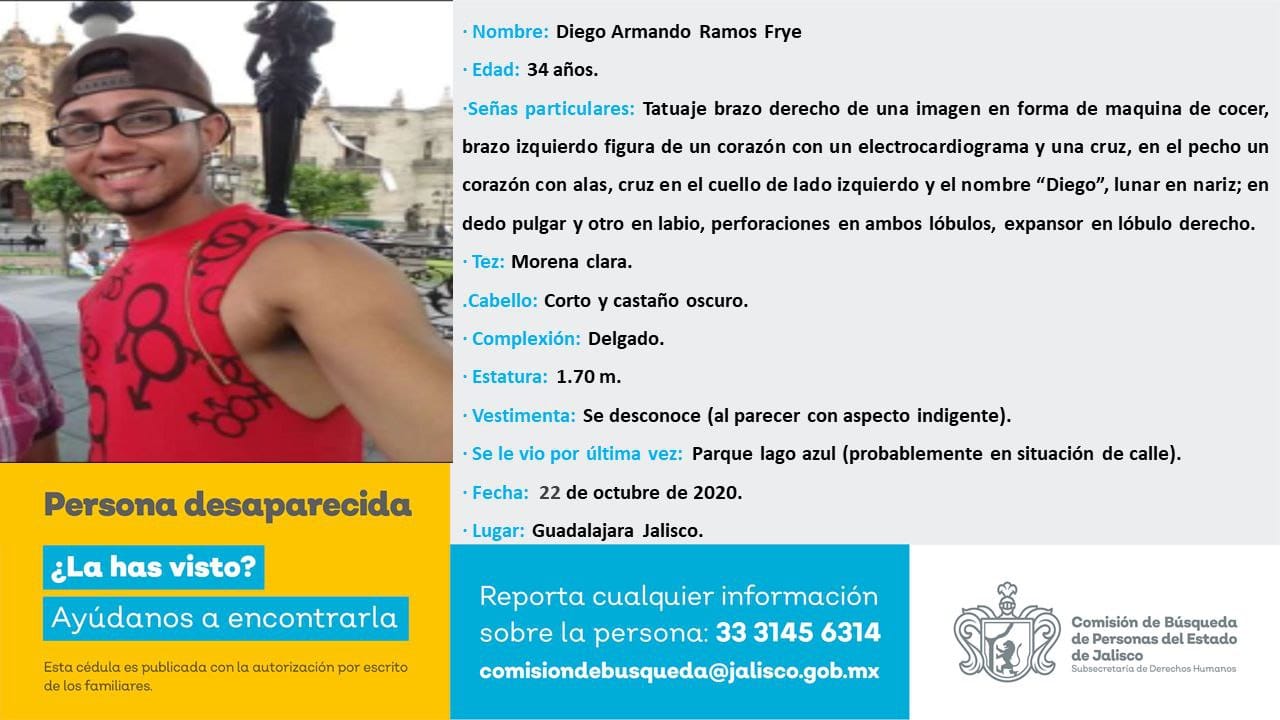 · Nombre: Diego Armando Ramos Frye
· Edad: 34 años.
·Señas particulares: Tatuaje brazo derecho de una imagen en forma de maquina de cocer,
brazo izquierdo figura de un corazón con un electrocardiograma y una cruz, en el pecho un
corazón con alas, cruz en el cuello de lado izquierdo y el nombre “Diego”, lunar en nariz; en
dedo pulgar y otro en labio, perforaciones en ambos lóbulos, expansor en lóbulo derecho.
· Tez: Morena clara.
.Cabello: Corto y castaño oscuro.
· Complexión: Delgado.
· Estatura: 1.70 m.
· Vestimenta: Se desconoce (al parecer con aspecto indigente).
· Se le vio por última vez: Parque lago azul (probablemente en situación de calle).
· Fecha: 22 de octubre de 2020.
· Lugar: Guadalajara Jalisco.
Persona desaparecida
¿La has visto?
Ayúdanos a encontrarla
Esta cédula es publicada con la autorización por escrito
de los familiares.
Reporta cualquier información
sobre la persona: 33 3145 6314
comisiondebusqueda@jalisco.gob.mx
Comisión de Búsqueda
de Personas del Estado
de Jalisco
Subsecretaría de Derechos Humanos